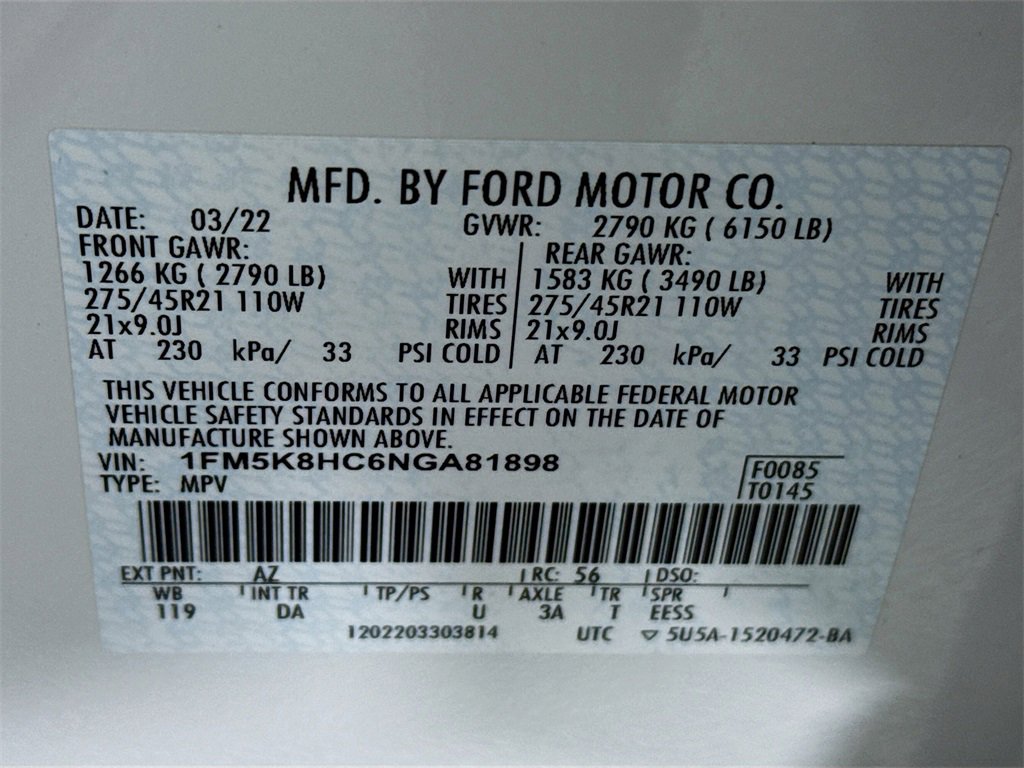 MFD. BY FORD MOTOR CO.
DATE: 03/22 GVWR: 2790 KG ( 6150 LB)
FRONT GAWR: REAR GAWR:
1266 KG ( 2790 LB) WITH 1583 KG ( 3490 LB) WITH
275/45R21 110W TIRES 275/45R21 110W TIRES
21x9.0J RIMS 21x9.0J RIMS
AT 230 kPa/ 33 PSI COLD AT 230 kPa/ 33 PSI COLD
THIS VEHICLE CONFORMS TO ALL APPLICABLE FEDERAL MOTOR
VEHICLE SAFETY STANDARDS IN EFFECT ON THE DATE OF
MANUFACTURE SHOWN ABOVE.
VIN: 1FM5K8HC6NGA81898 F0085
TYPE: MPV T0145
EXT PNT: AZ RC: 56 DSO:
WB INT TR TP/PS R AXLE TR SPR
119 DA U 3A T EESS
1202203303814 UTC ▽ 5U5A-1520472-BA